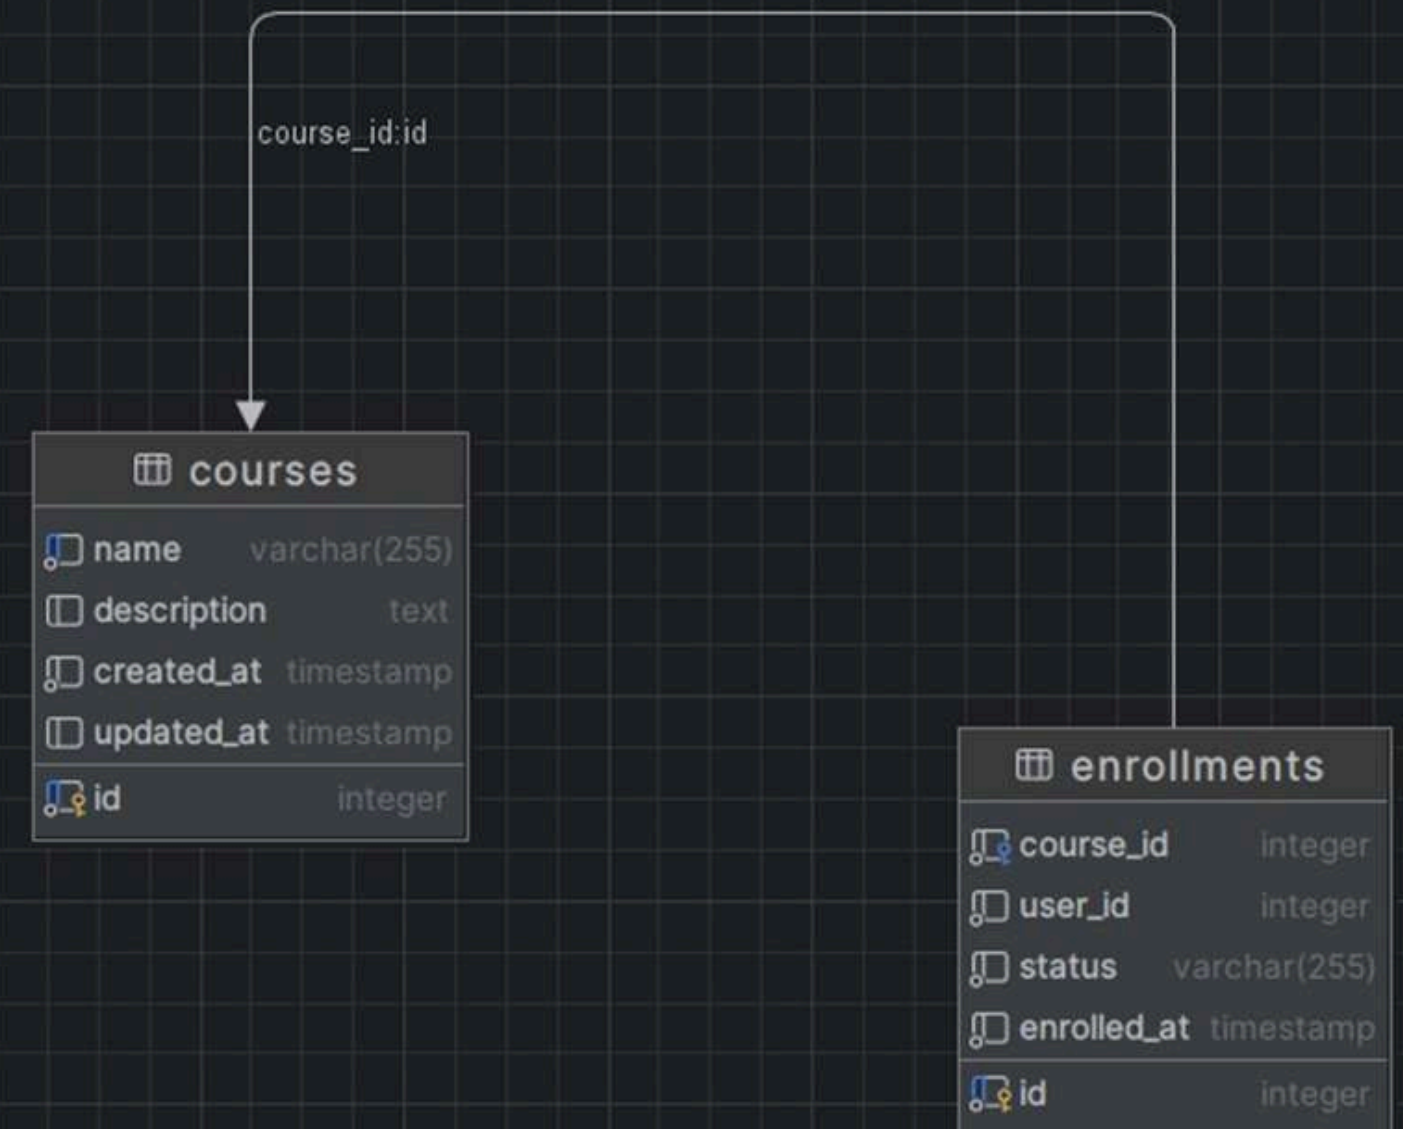 course_id:id
courses
name varchar(255)
description text
created_at timestamp
updated_at timestamp
id integer
enrollments
course_id integer
user_id integer
status varchar(255)
enrolled_at timestamp
id integer